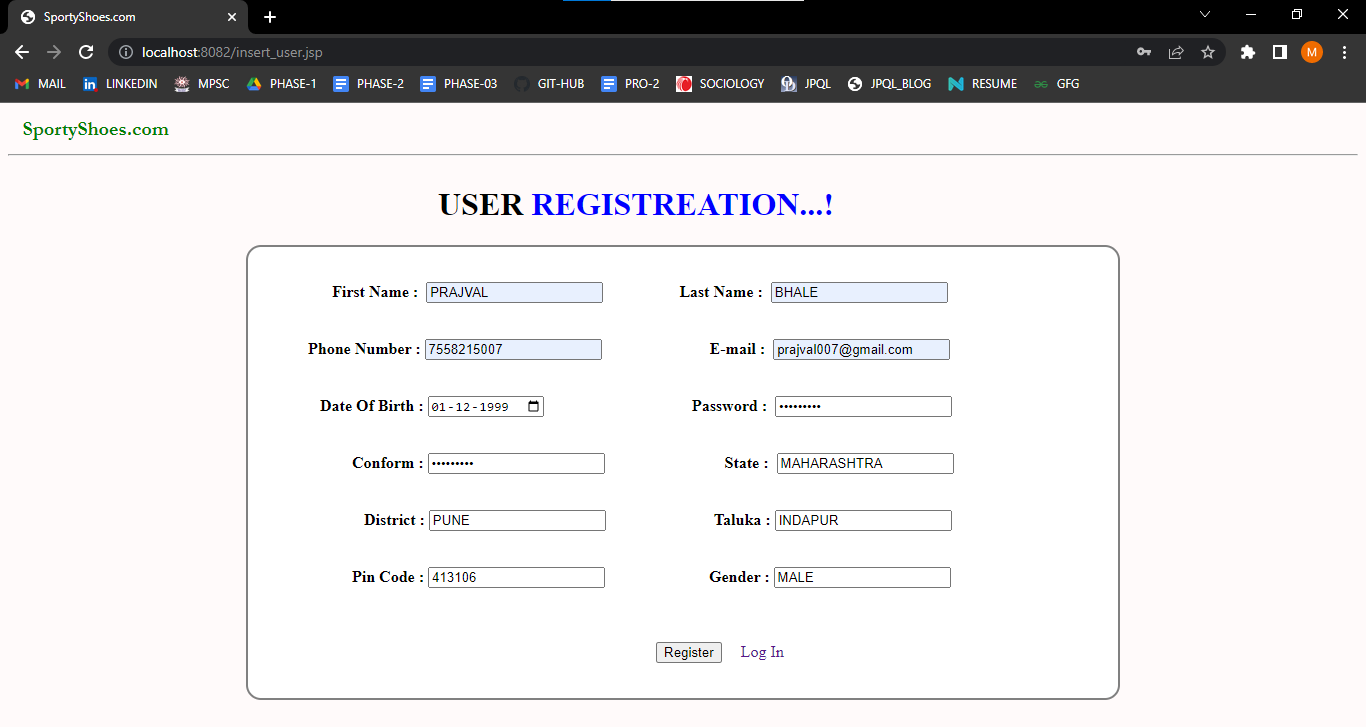 SportyShoes.com
localhost:8082/insert_user.jsp
M
MAIL LINKEDIN MPSC PHASE-1 PHASE-2 PHASE-03 GIT-HUB PRO-2 SOCIOLOGY JPQL JPQL_BLOG RESUME GFG
SportyShoes.com
USER REGISTREATION...!
First Name : PRAJVAL Last Name : BHALE
Phone Number : 7558215007 E-mail : prajval007@gmail.com
Date Of Birth : 01-12-1999 Password : •••••••••
Conform : ••••••••• State : MAHARASHTRA
District : PUNE Taluka : INDAPUR
Pin Code : 413106 Gender : MALE
Register Log In